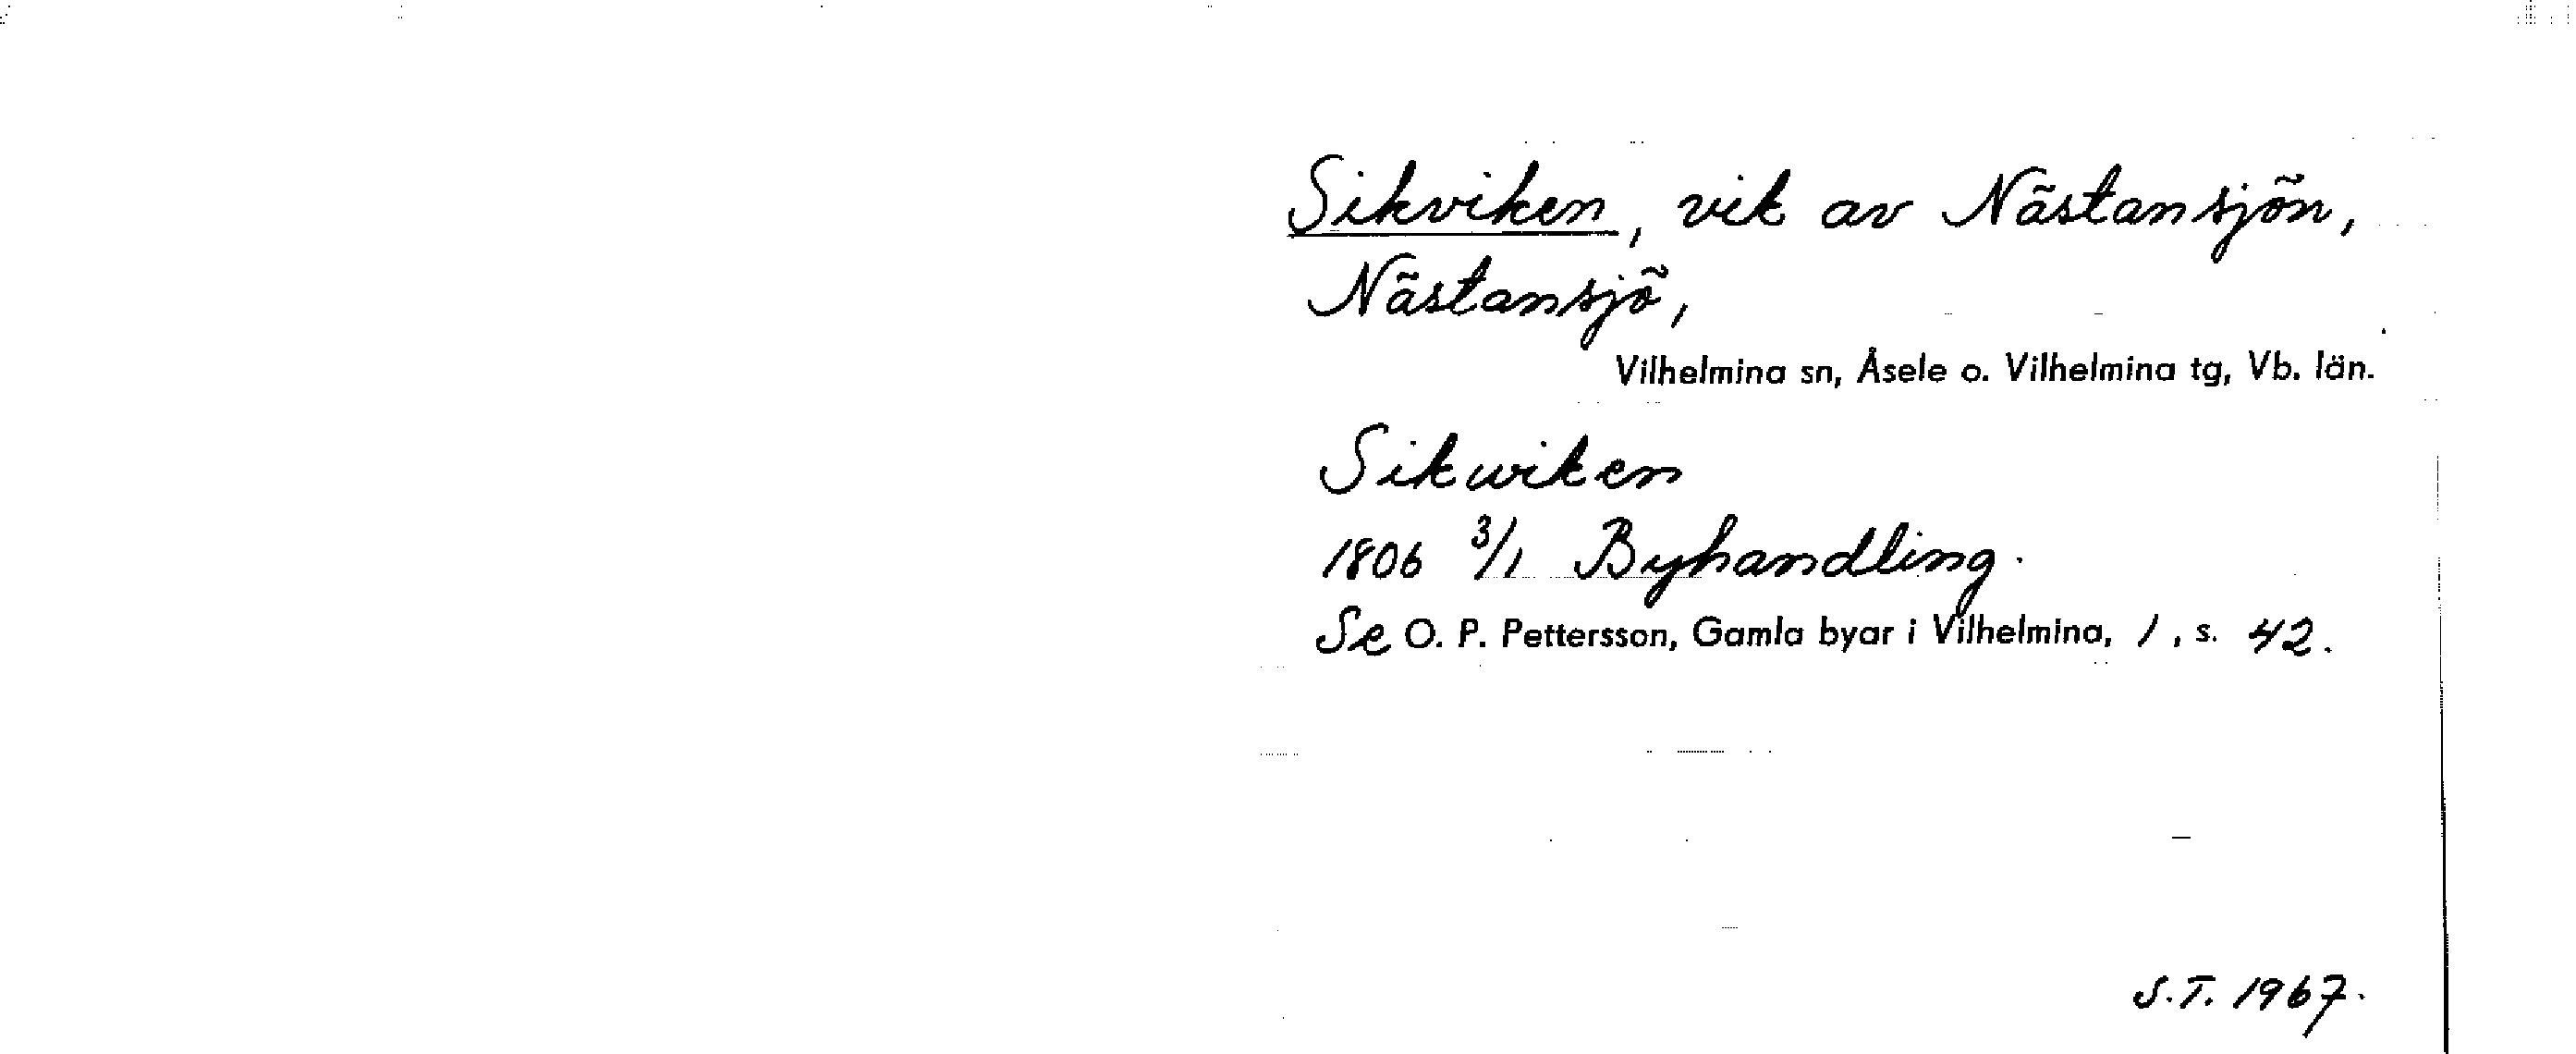 Sikviken, vik av Nästansjön,
Nästansjö,
Vilhelmina sn, Åsele o. Vilhelmina tg, Vb. län.
Sikwiken
1806 3/1 Byhandling.
Se O. P. Pettersson, Gamla byar i Vilhelmina, 1, s. 42.
S.T. 1967.